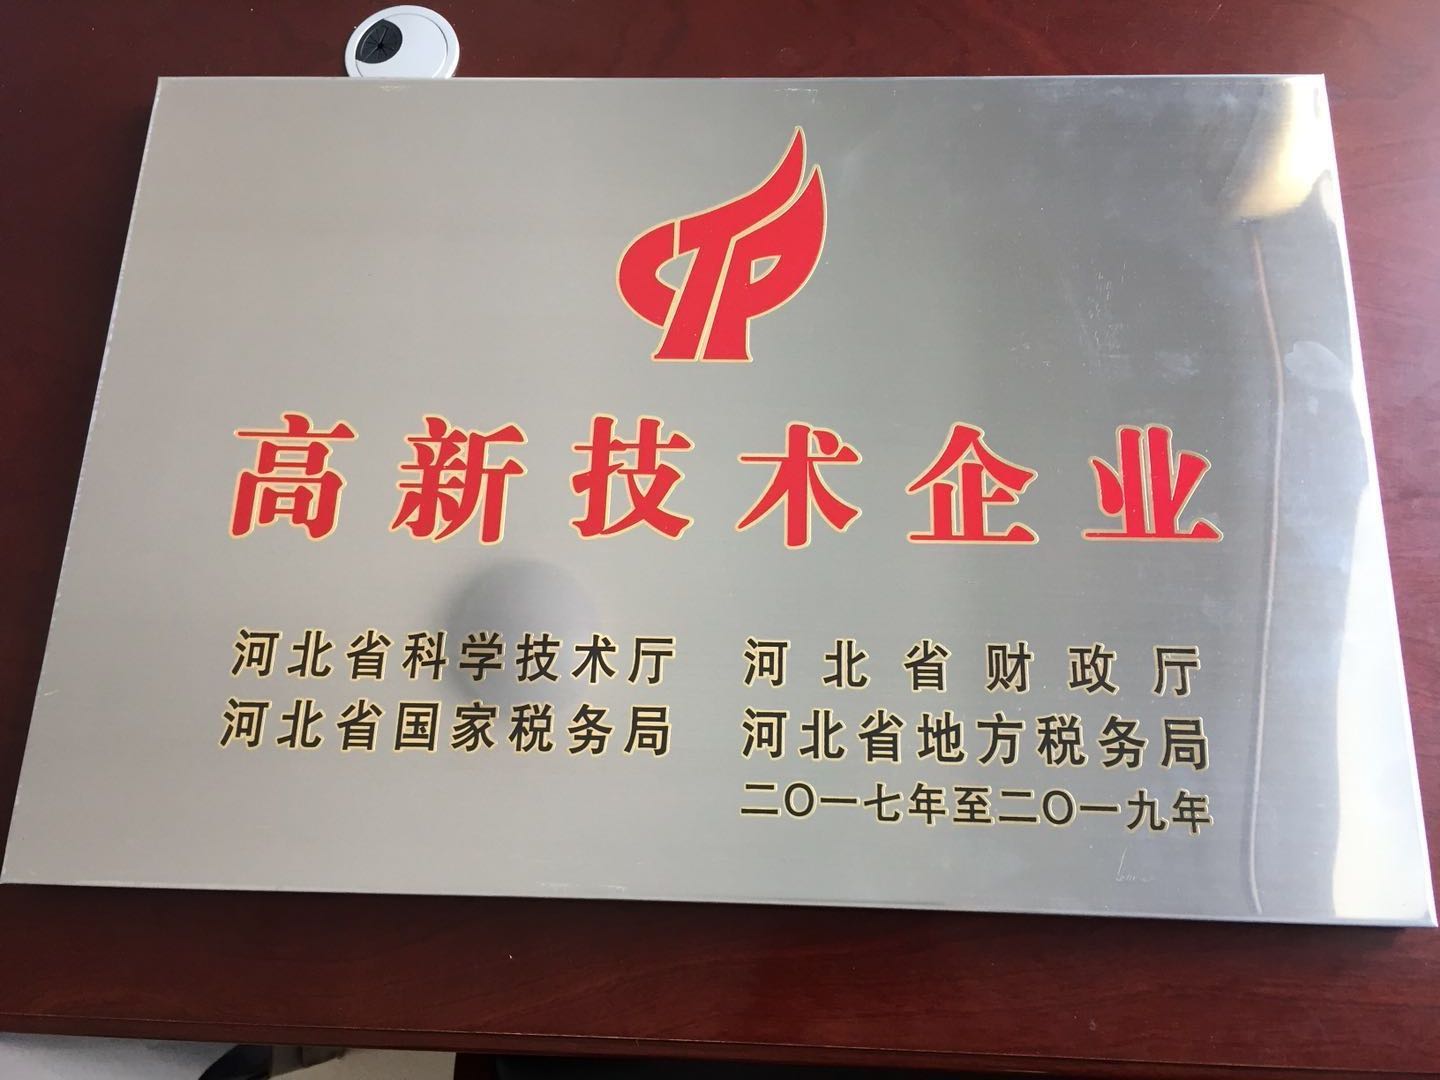 CTP
高新技术企业
河北省科学技术厅 河北省财政厅
河北省国家税务局 河北省地方税务局
二〇一七年至二〇一九年